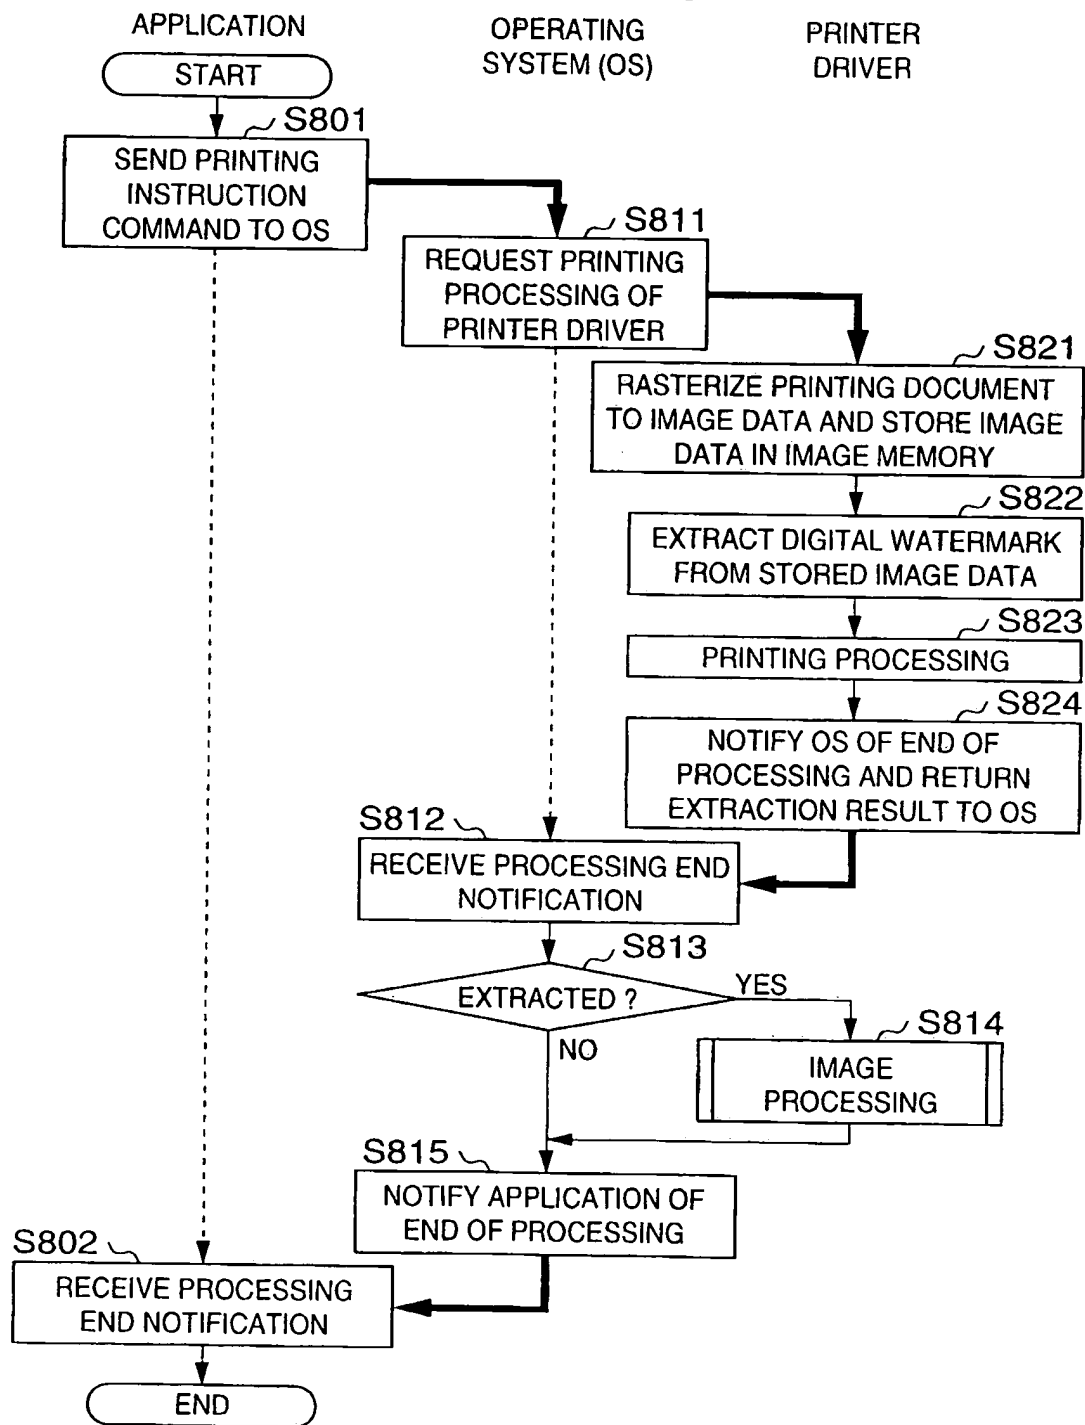 APPLICATION
OPERATING
SYSTEM (OS)
PRINTER
DRIVER
START
S801
SEND PRINTING
INSTRUCTION
COMMAND TO OS
S811
REQUEST PRINTING
PROCESSING OF
PRINTER DRIVER
S821
RASTERIZE PRINTING DOCUMENT
TO IMAGE DATA AND STORE IMAGE
DATA IN IMAGE MEMORY
S822
EXTRACT DIGITAL WATERMARK
FROM STORED IMAGE DATA
S823
PRINTING PROCESSING
S824
NOTIFY OS OF END OF
PROCESSING AND RETURN
EXTRACTION RESULT TO OS
S812
RECEIVE PROCESSING END
NOTIFICATION
S813
EXTRACTED ?
YES
NO
S814
IMAGE
PROCESSING
S815
NOTIFY APPLICATION OF
END OF PROCESSING
S802
RECEIVE PROCESSING
END NOTIFICATION
END